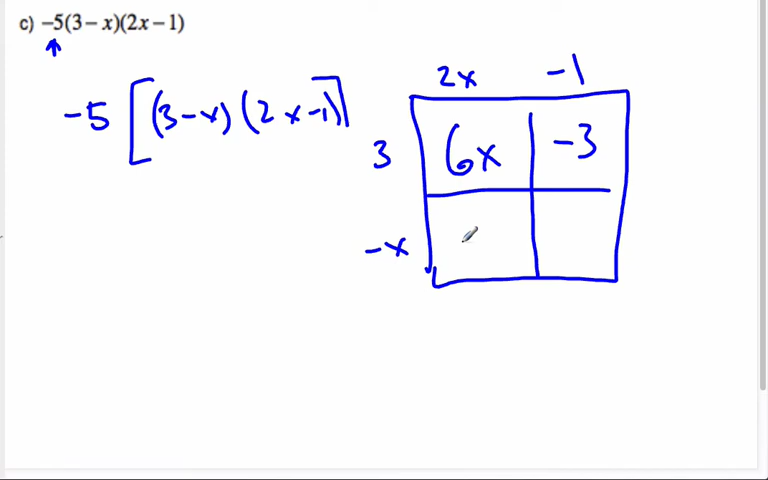 c) −5(3 − x)(2x − 1)
-5 [(3-x)(2x-1)]
2x -1
3 6x -3
-x